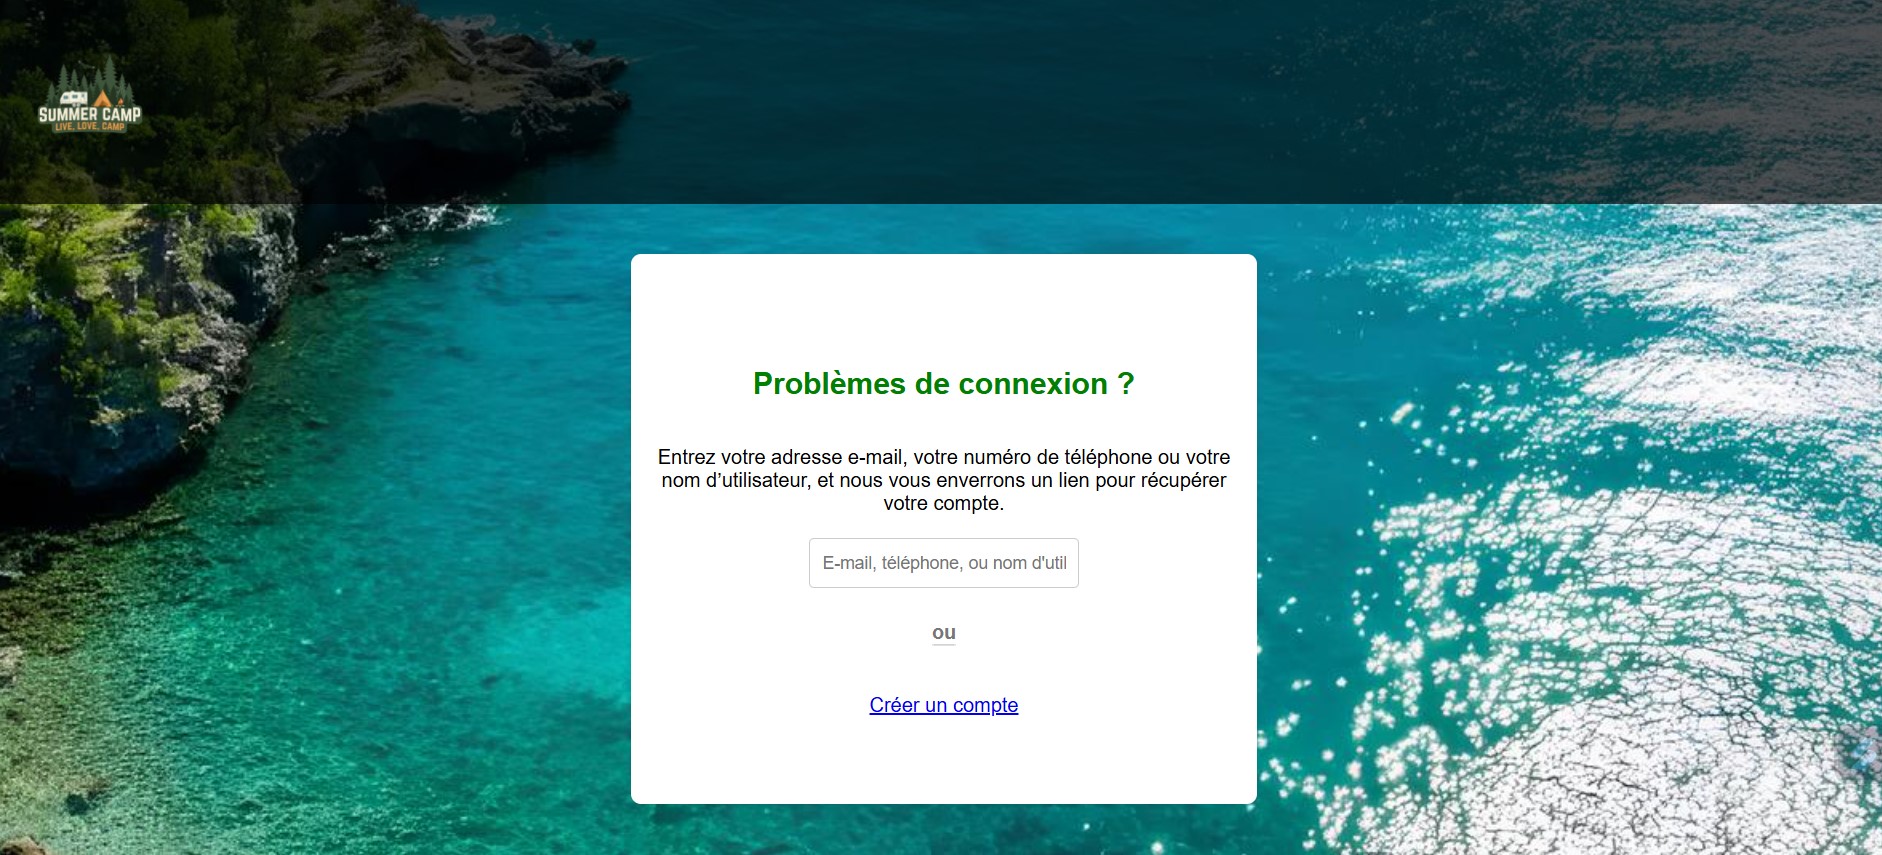 SUMMER CAMP
LIVE, LOVE, CAMP
Problèmes de connexion ?
Entrez votre adresse e-mail, votre numéro de téléphone ou votre
nom d’utilisateur, et nous vous enverrons un lien pour récupérer
votre compte.
E-mail, téléphone, ou nom d'util
ou
Créer un compte